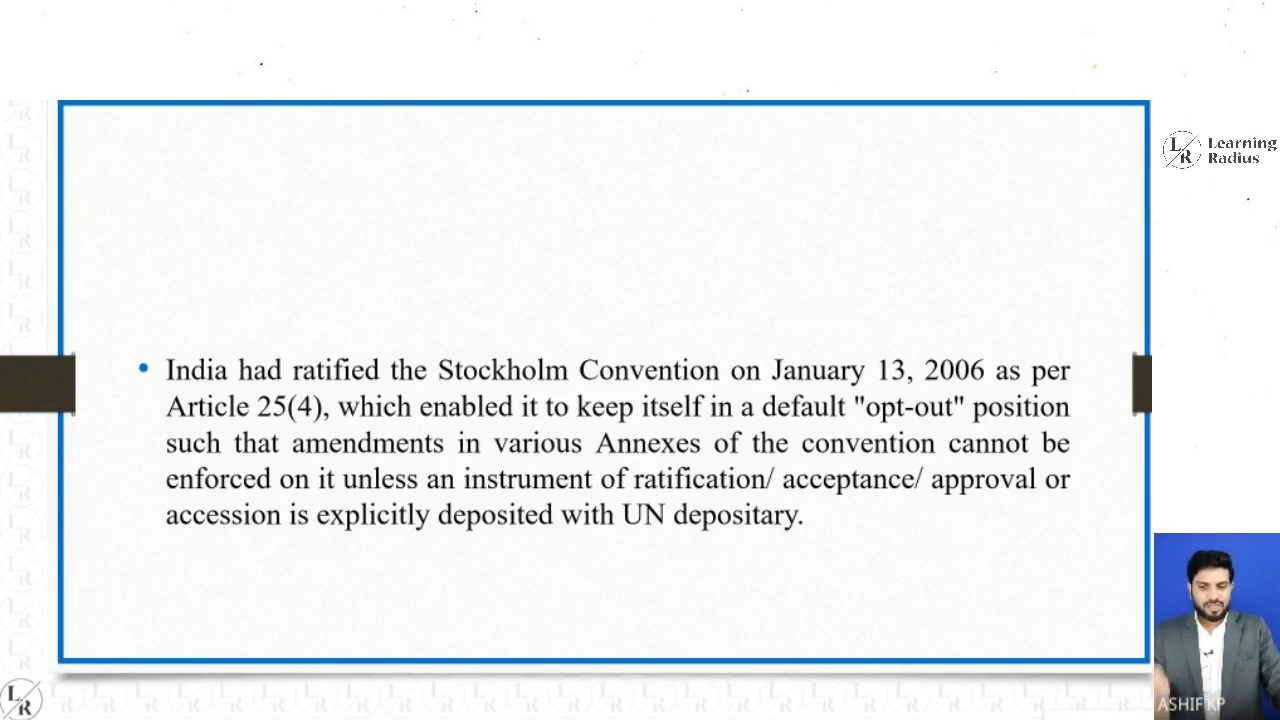 Learning
Radius
India had ratified the Stockholm Convention on January 13, 2006 as per
Article 25(4), which enabled it to keep itself in a default "opt-out" position
such that amendments in various Annexes of the convention cannot be
enforced on it unless an instrument of ratification/ acceptance/ approval or
accession is explicitly deposited with UN depositary.
L
R
L
R
ASHIF KP